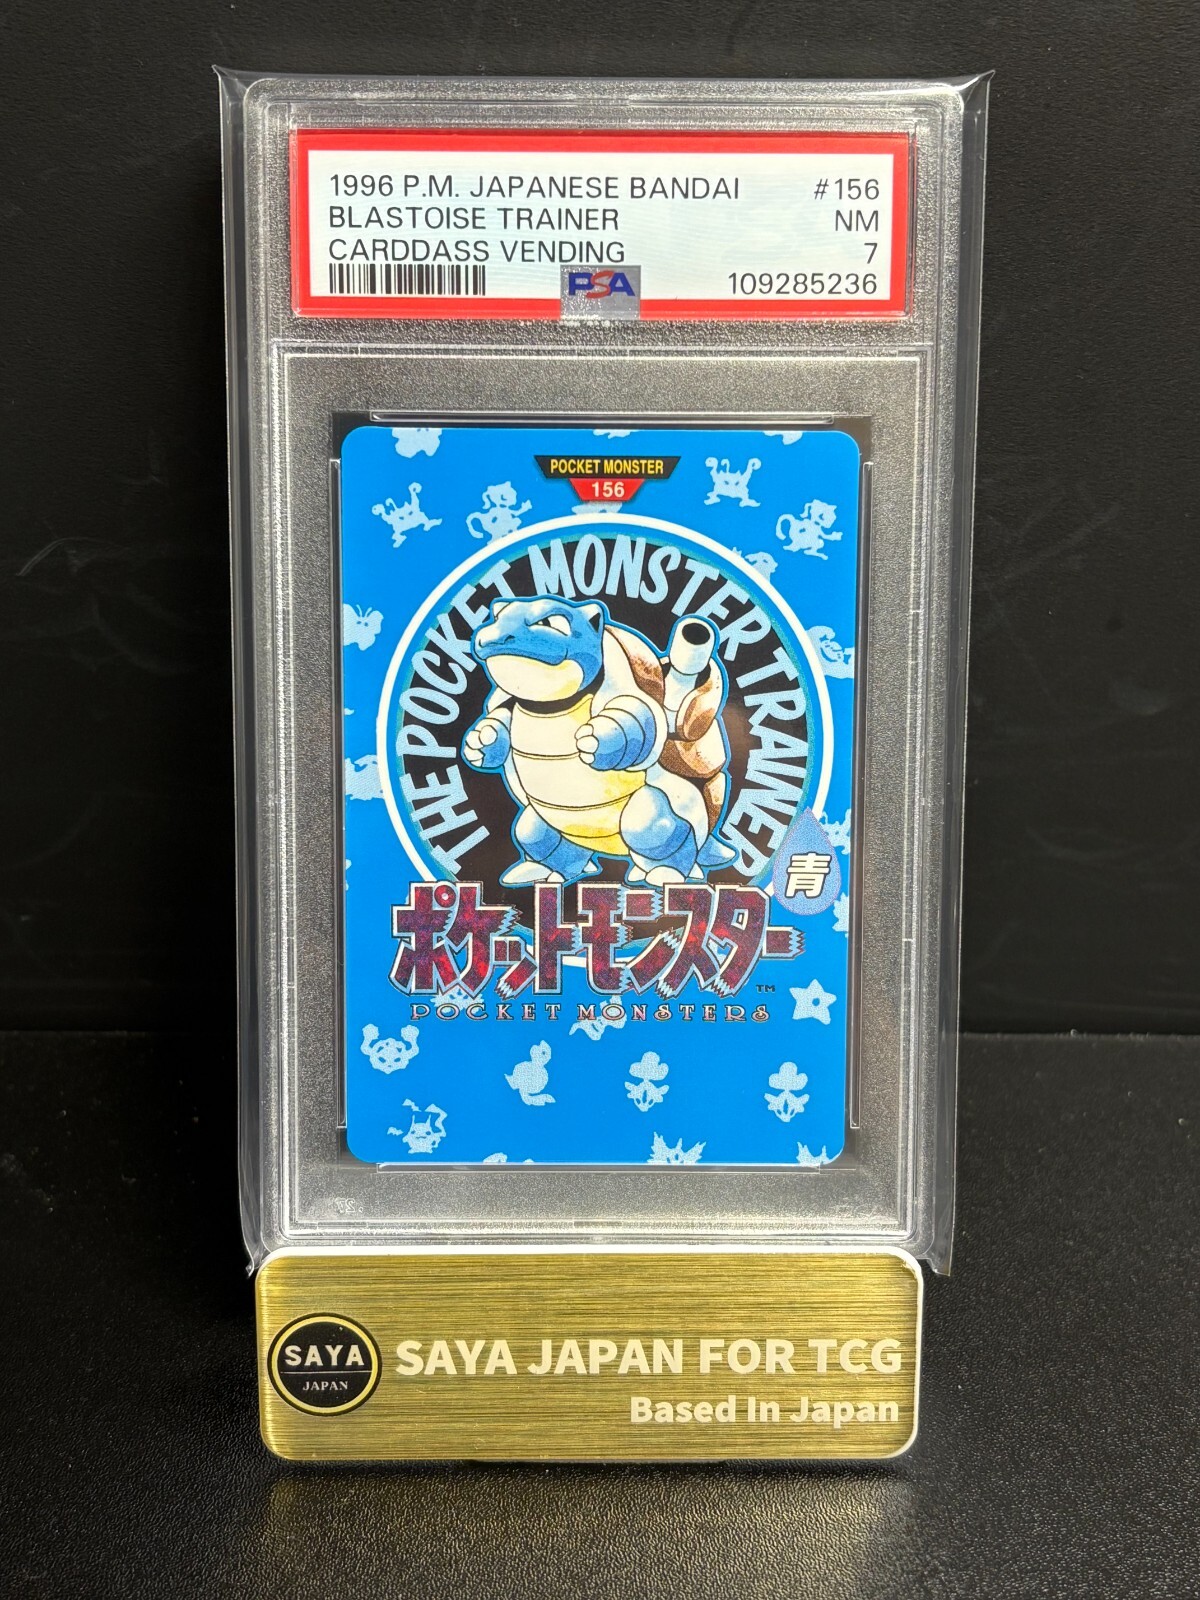 1996 P.M. JAPANESE BANDAI #156
BLASTOISE TRAINER NM
CARDDASS VENDING 7
PSA 109285236
POCKET MONSTER
156
THE POCKET MONSTER TRAINER
青
ポケットモンスター
TM
POCKET MONSTERS
SAYA
JAPAN
SAYA JAPAN FOR TCG
Based In Japan